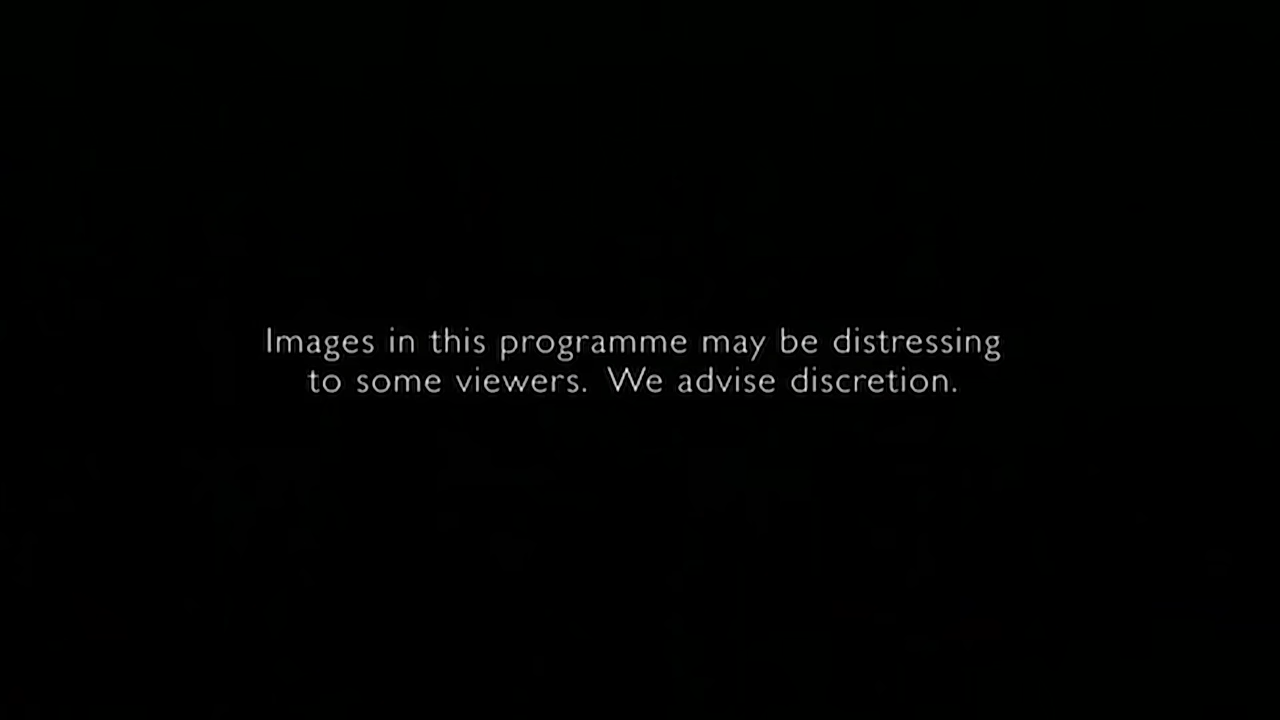 Images in this programme may be distressing
to some viewers. We advise discretion.